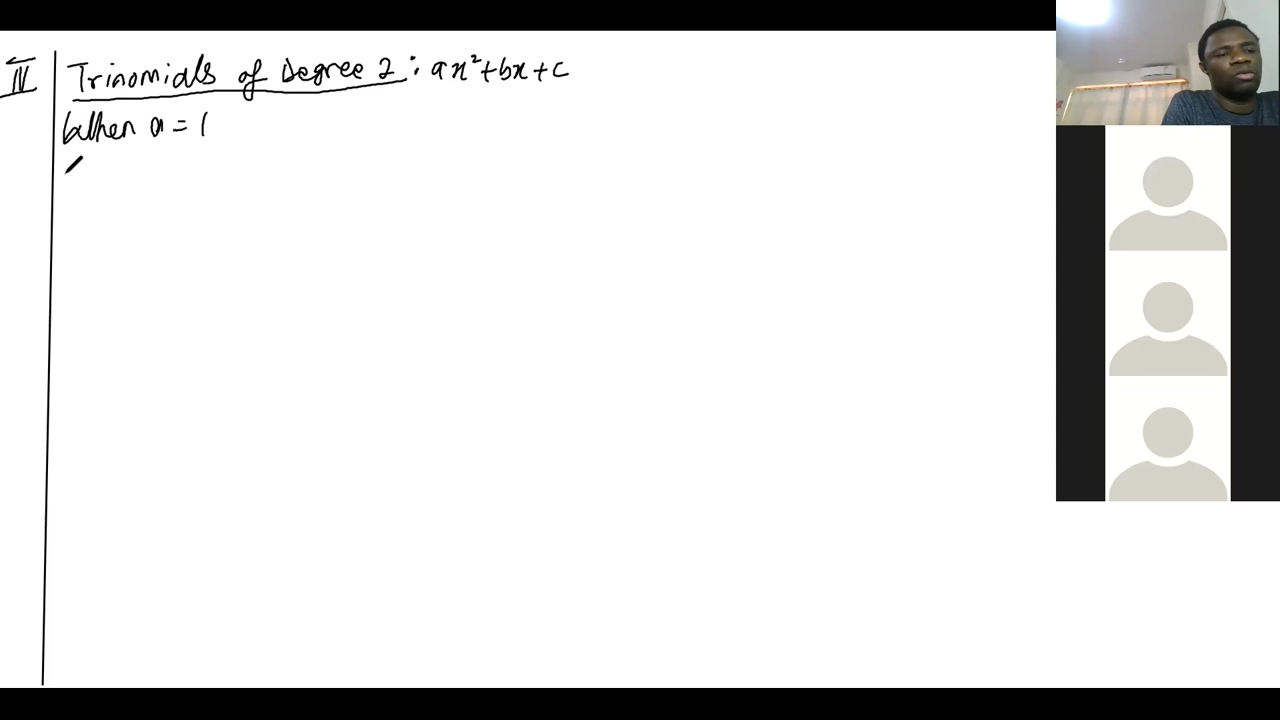 IV Trinomials of Degree 2 : ax²+bx+c
When a = 1